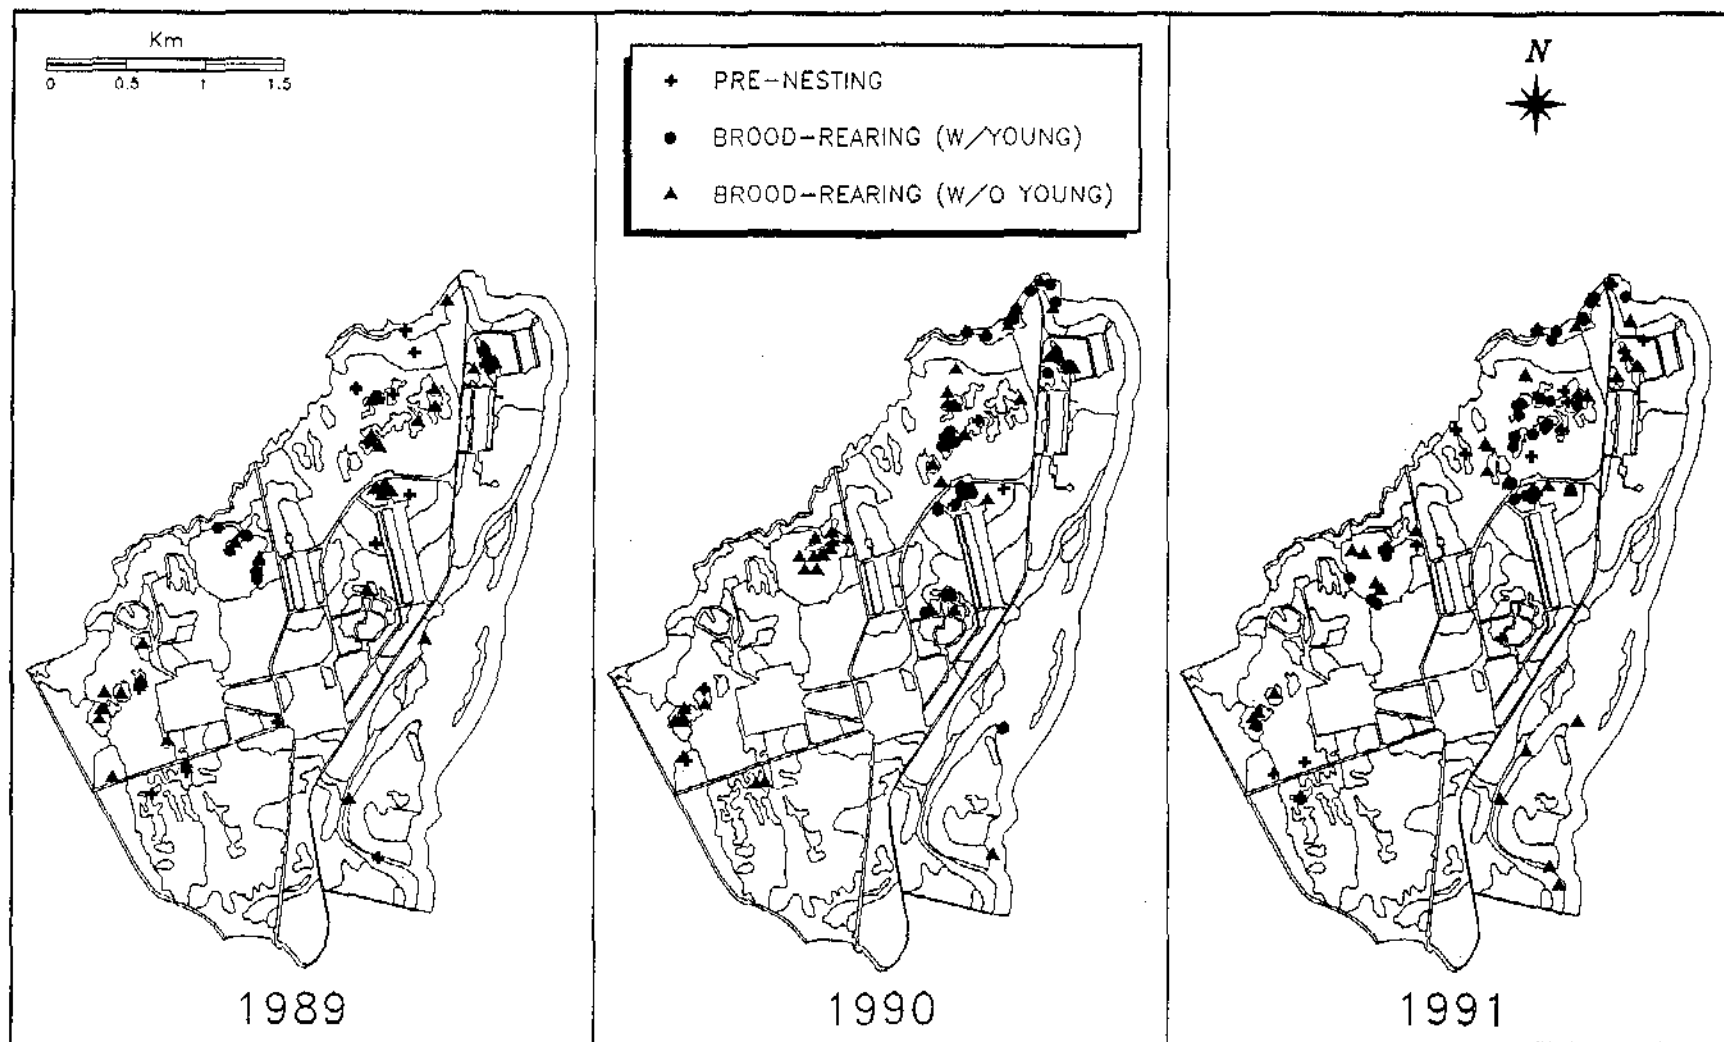 Km
0 0.5 1 1.5
PRE-NESTING
BROOD-REARING (W/YOUNG)
BROOD-REARING (W/O YOUNG)
N
1989
1990
1991